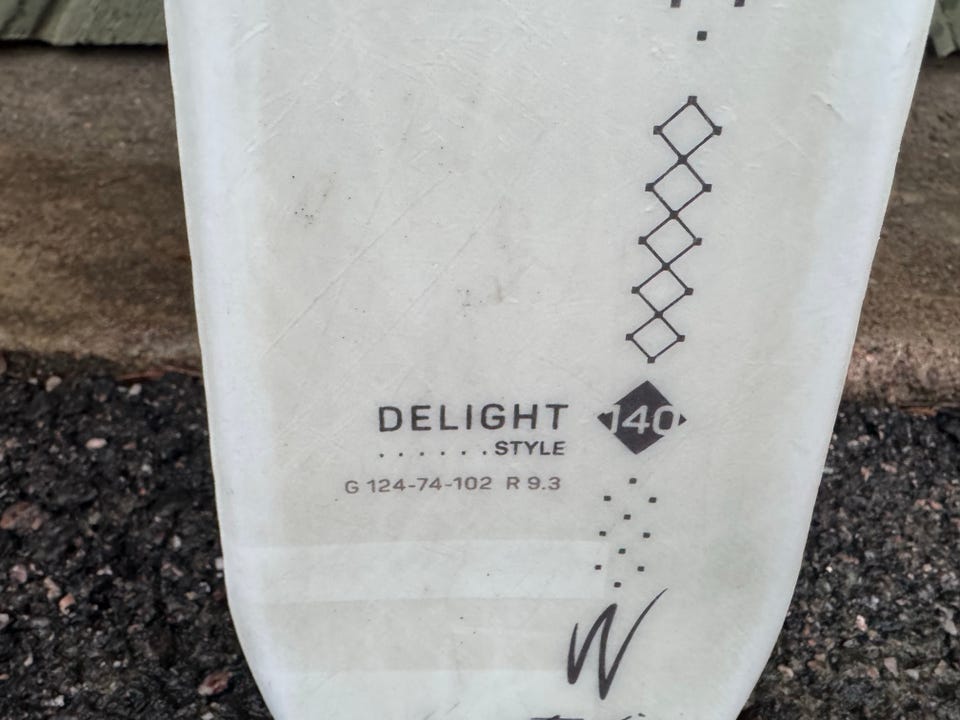 DELIGHT 140
......STYLE
G 124-74-102 R 9.3
W